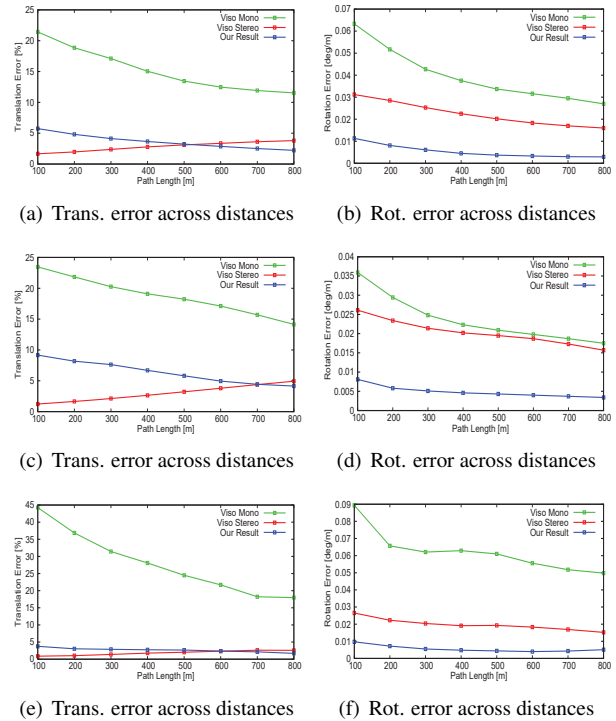 25
20
15
10
5
0
100 200 300 400 500 600 700 800
Translation Error [%]
Path Length [m]
Viso Mono
Viso Stereo
Our Result
(a) Trans. error across distances
0.07
0.06
0.05
0.04
0.03
0.02
0.01
0
100 200 300 400 500 600 700 800
Rotation Error [deg/m]
Path Length [m]
Viso Mono
Viso Stereo
Our Result
(b) Rot. error across distances
25
20
15
10
5
0
100 200 300 400 500 600 700 800
Translation Error [%]
Path Length [m]
Viso Mono
Viso Stereo
Our Result
(c) Trans. error across distances
0.04
0.035
0.03
0.025
0.02
0.015
0.01
0.005
0
100 200 300 400 500 600 700 800
Rotation Error [deg/m]
Path Length [m]
Viso Mono
Viso Stereo
Our Result
(d) Rot. error across distances
45
40
35
30
25
20
15
10
5
0
100 200 300 400 500 600 700 800
Translation Error [%]
Path Length [m]
Viso Mono
Viso Stereo
Our Result
(e) Trans. error across distances
0.09
0.08
0.07
0.06
0.05
0.04
0.03
0.02
0.01
0
100 200 300 400 500 600 700 800
Rotation Error [deg/m]
Path Length [m]
Viso Mono
Viso Stereo
Our Result
(f) Rot. error across distances